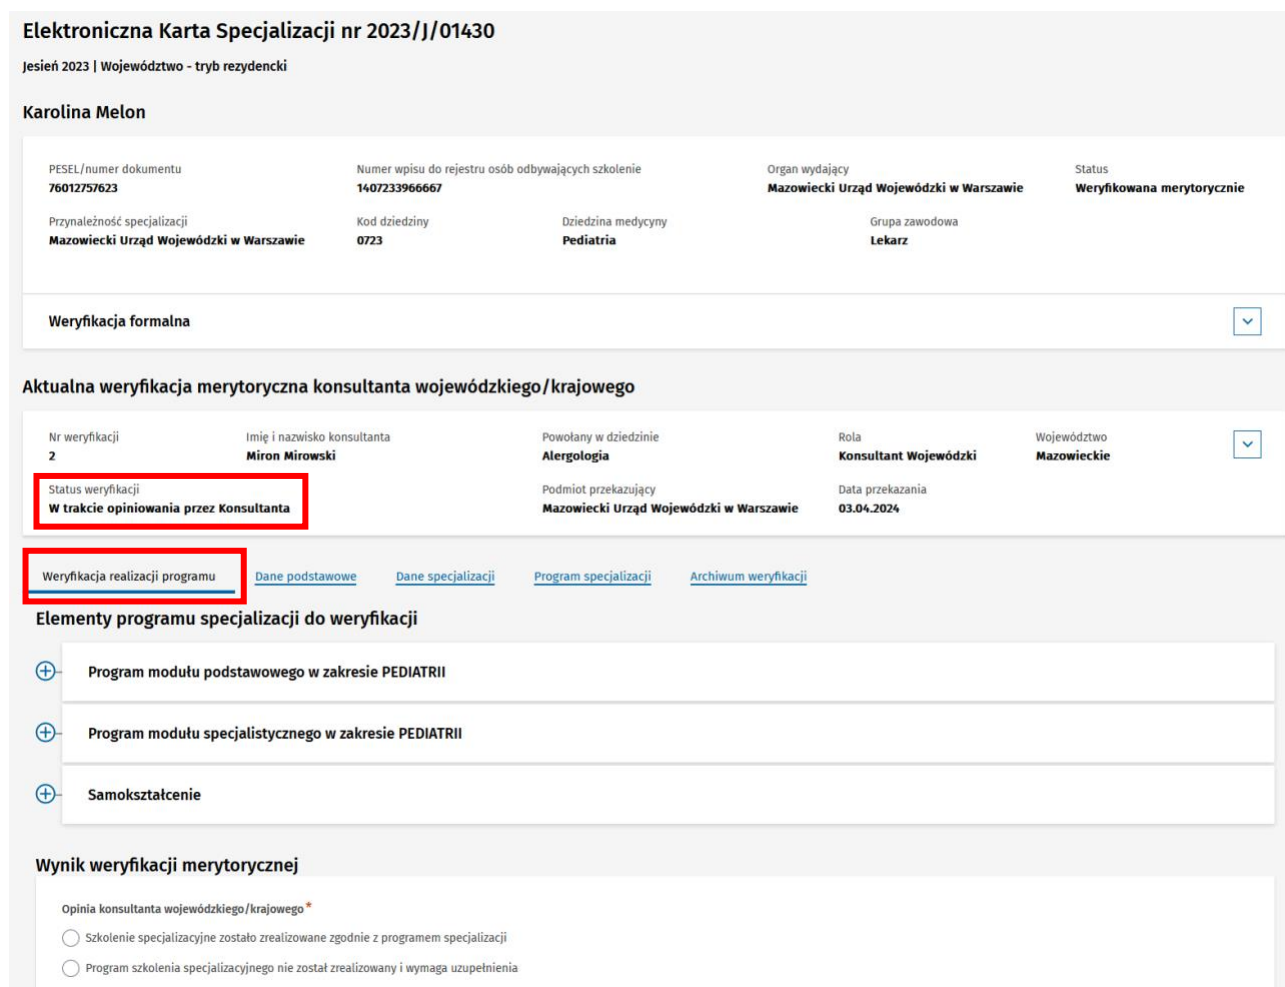 Elektroniczna Karta Specjalizacji nr 2023/J/01430
Jesień 2023 | Województwo - tryb rezydencki
Karolina Melon
PESEL/numer dokumentu Numer wpisu do rejestru osób odbywających szkolenie Organ wydający Status
76012757623 1407233966667 Mazowiecki Urząd Wojewódzki w Warszawie Weryfikowana merytorycznie
Przynależność specjalizacji Kod dziedziny Dziedzina medycyny Grupa zawodowa
Mazowiecki Urząd Wojewódzki w Warszawie 0723 Pediatria Lekarz
Weryfikacja formalna
Aktualna weryfikacja merytoryczna konsultanta wojewódzkiego/krajowego
Nr weryfikacji Imię i nazwisko konsultanta Powołany w dziedzinie Rola Województwo
2 Miron Mirowski Alergologia Konsultant Wojewódzki Mazowieckie
Status weryfikacji Podmiot przekazujący Data przekazania
W trakcie opiniowania przez Konsultanta Mazowiecki Urząd Wojewódzki w Warszawie 03.04.2024
Weryfikacja realizacji programu Dane podstawowe Dane specjalizacji Program specjalizacji Archiwum weryfikacji
Elementy programu specjalizacji do weryfikacji
Program modułu podstawowego w zakresie PEDIATRII
Program modułu specjalistycznego w zakresie PEDIATRII
Samokształcenie
Wynik weryfikacji merytorycznej
Opinia konsultanta wojewódzkiego/krajowego *
Szkolenie specjalizacyjne zostało zrealizowane zgodnie z programem specjalizacji
Program szkolenia specjalizacyjnego nie został zrealizowany i wymaga uzupełnienia